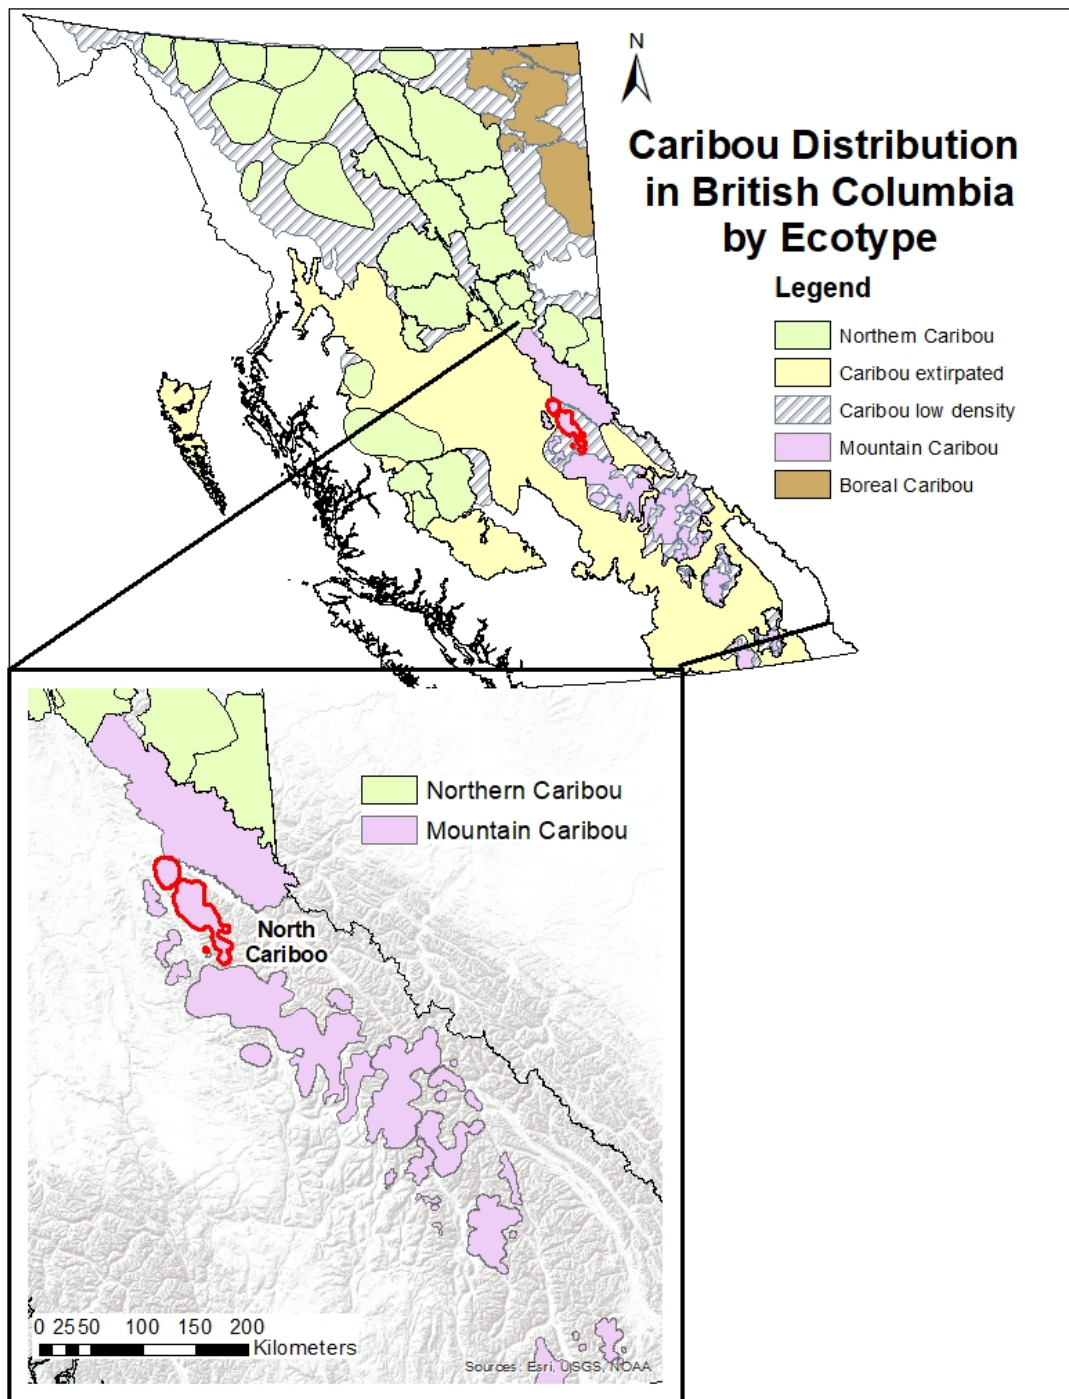 N
Caribou Distribution
in British Columbia
by Ecotype
Legend
Northern Caribou
Caribou extirpated
Caribou low density
Mountain Caribou
Boreal Caribou
Northern Caribou
Mountain Caribou
North
Cariboo
0 25 50 100 150 200
Kilometers
Sources: Esri, USGS, NOAA